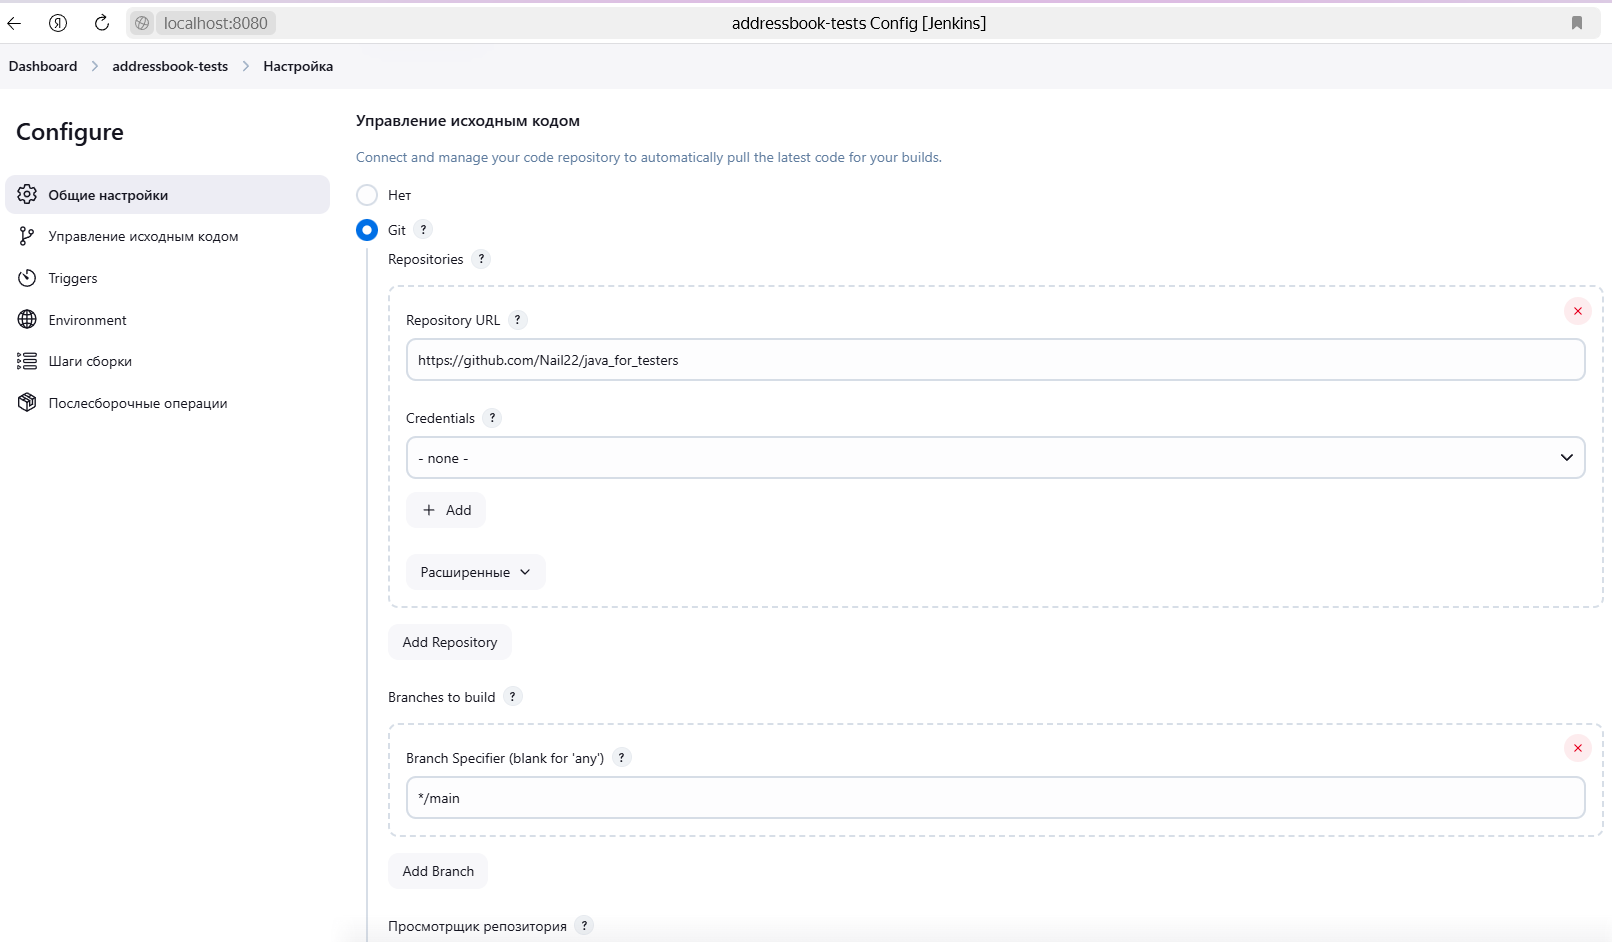 localhost:8080
addressbook-tests Config [Jenkins]
Dashboard
addressbook-tests
Настройка
Configure
Общие настройки
Управление исходным кодом
Triggers
Environment
Шаги сборки
Послесборочные операции
Управление исходным кодом
Connect and manage your code repository to automatically pull the latest code for your builds.
Нет
Git ?
Repositories ?
Repository URL ?
https://github.com/Nail22/java_for_testers
Credentials ?
- none -
Add
Расширенные
Add Repository
Branches to build ?
Branch Specifier (blank for 'any') ?
*/main
Add Branch
Просмотрщик репозитория ?